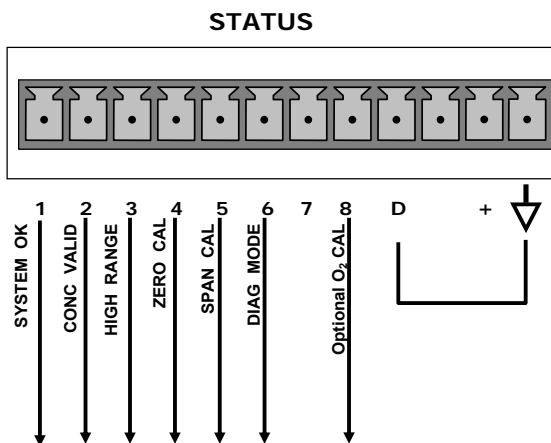 STATUS
1 2 3 4 5 6 7 8 D +
SYSTEM OK
CONC VALID
HIGH RANGE
ZERO CAL
SPAN CAL
DIAG MODE
Optional O₂ CAL